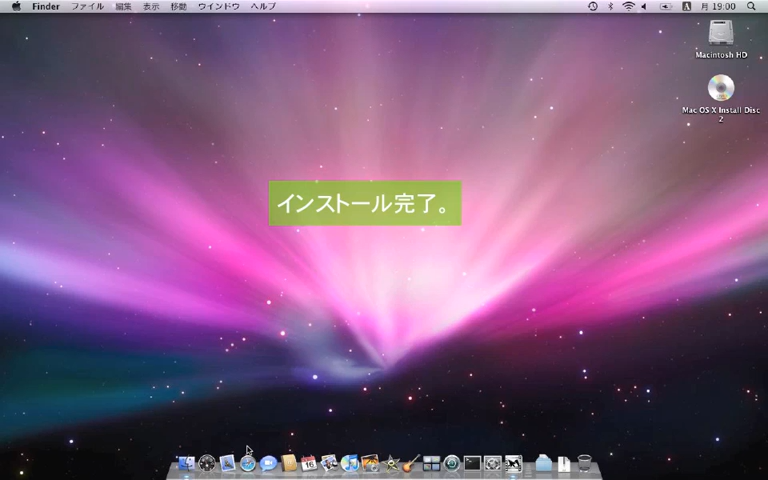 Finder ファイル 編集 表示 移動 ウインドウ ヘルプ A 月 19:00
Macintosh HD
Mac OS X Install Disc
2
インストール完了。
16